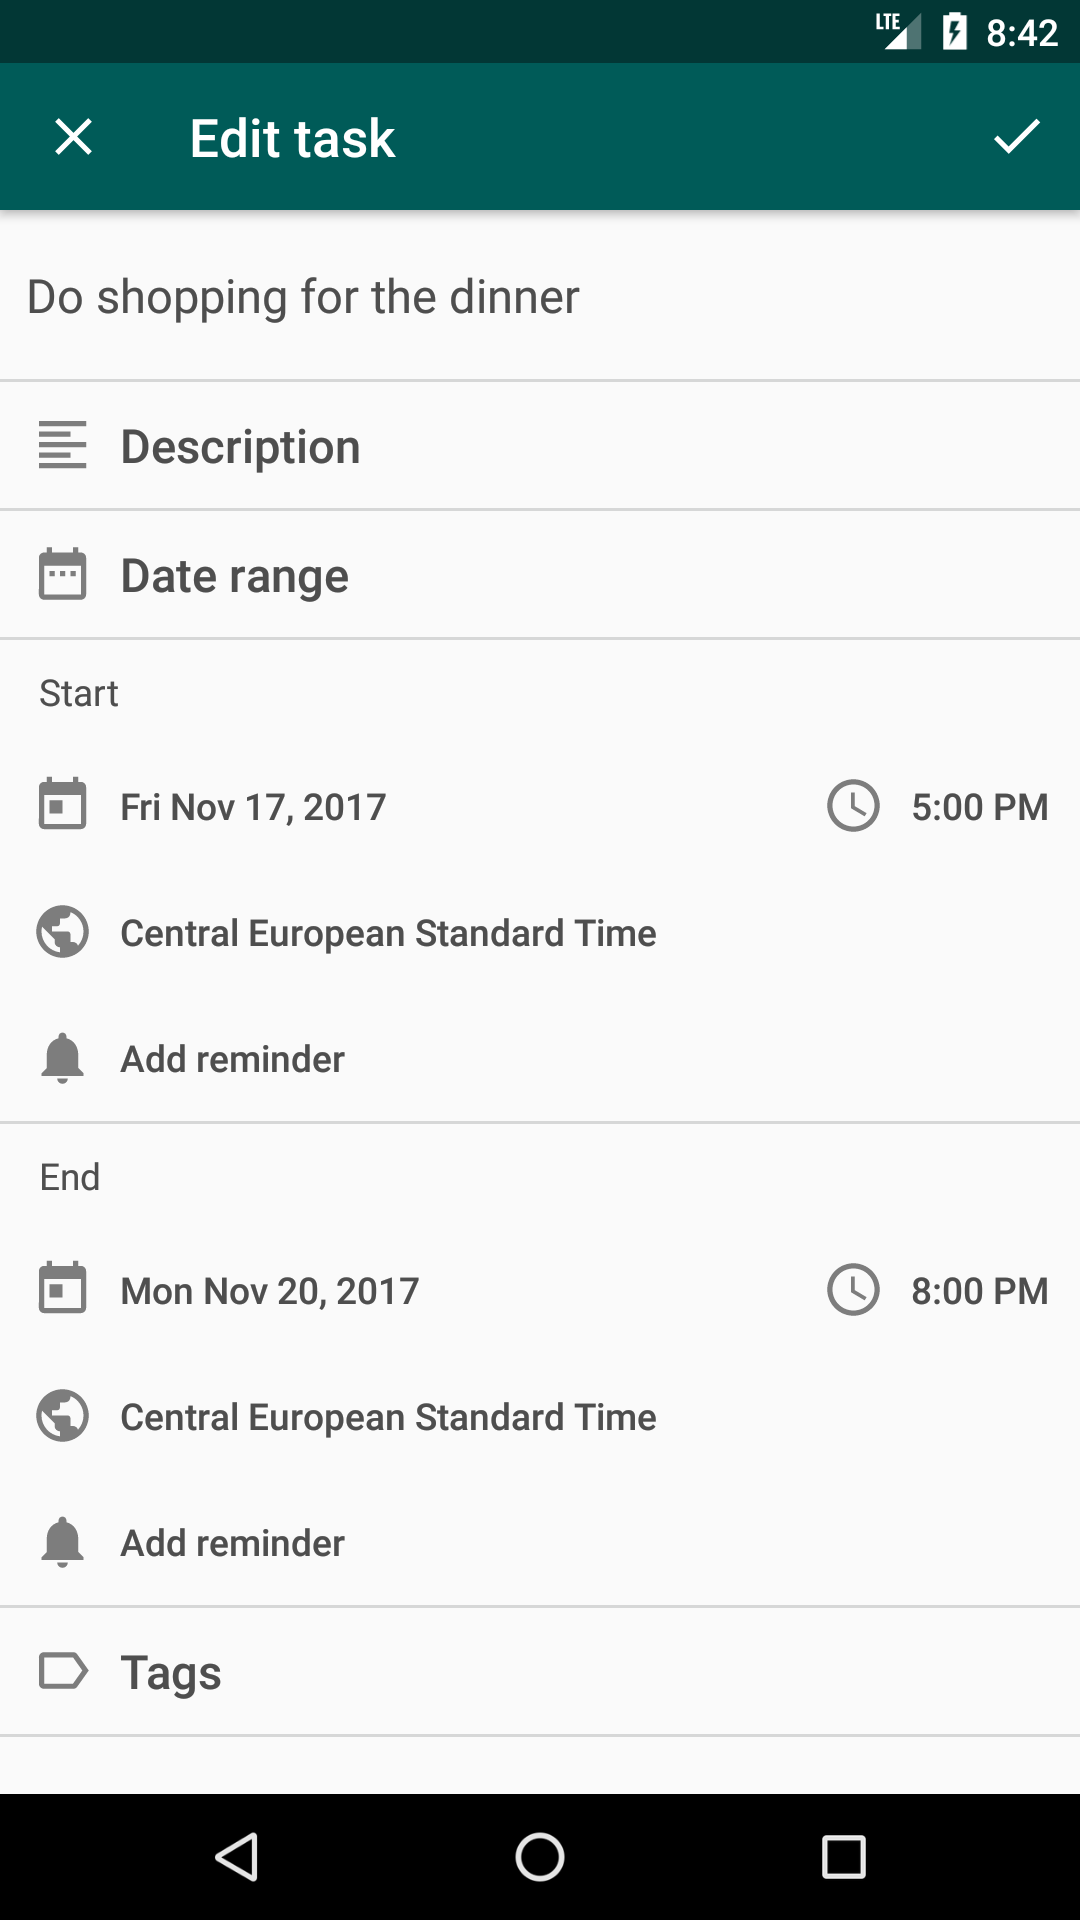 LTE 8:42
Edit task
Do shopping for the dinner
Description
Date range
Start
Fri Nov 17, 2017 5:00 PM
Central European Standard Time
Add reminder
End
Mon Nov 20, 2017 8:00 PM
Central European Standard Time
Add reminder
Tags